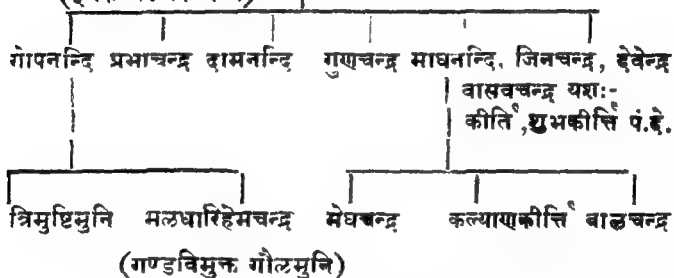 गोपनन्दि प्रभाचन्द्र दामनन्दि गुणचन्द्र माघनन्दि, जिनचन्द्र, देवेन्द्र
वासवचन्द्र यशः-
कीर्ति, शुभकीर्त्ति पं.दे.
त्रिमुष्टिमुनि मलधारिहेमचन्द्र मेघचन्द्र कल्याणकीर्त्ति बालचन्द्र
(गण्डविमुक्त गौलमुनि)